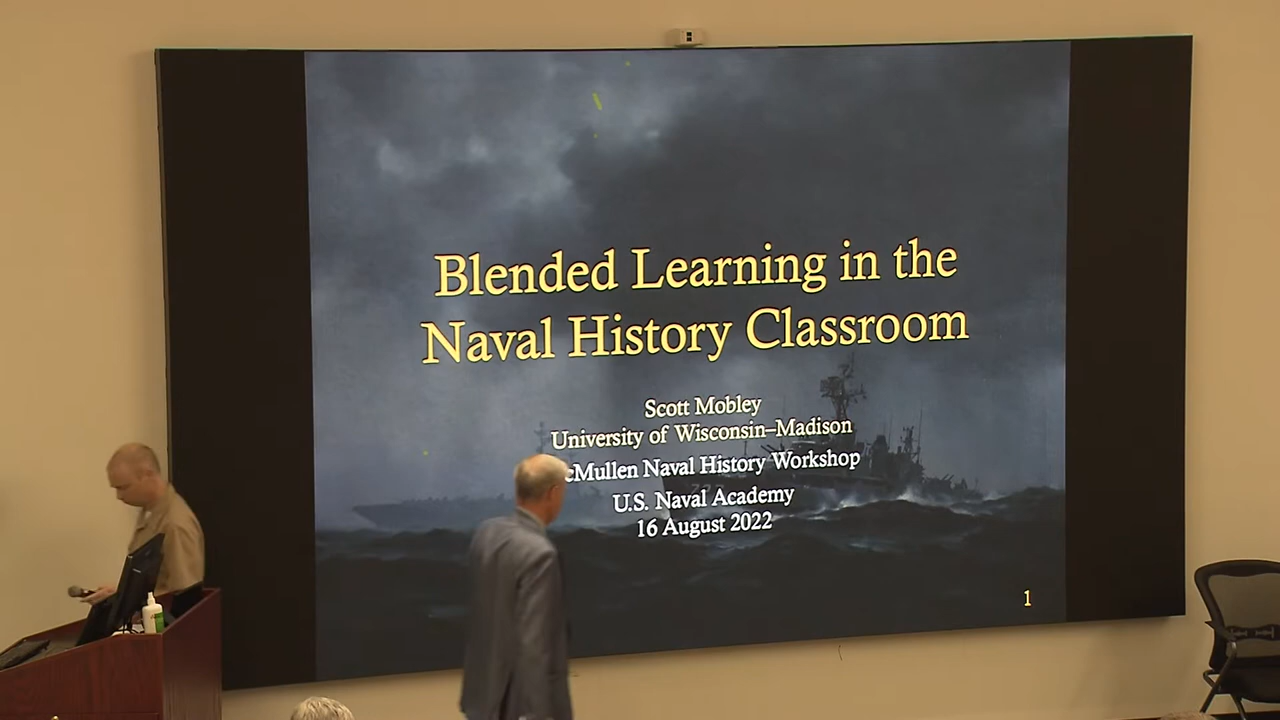 Blended Learning in the
Naval History Classroom
Scott Mobley
University of Wisconsin–Madison
cMullen Naval History Workshop
U.S. Naval Academy
16 August 2022
1